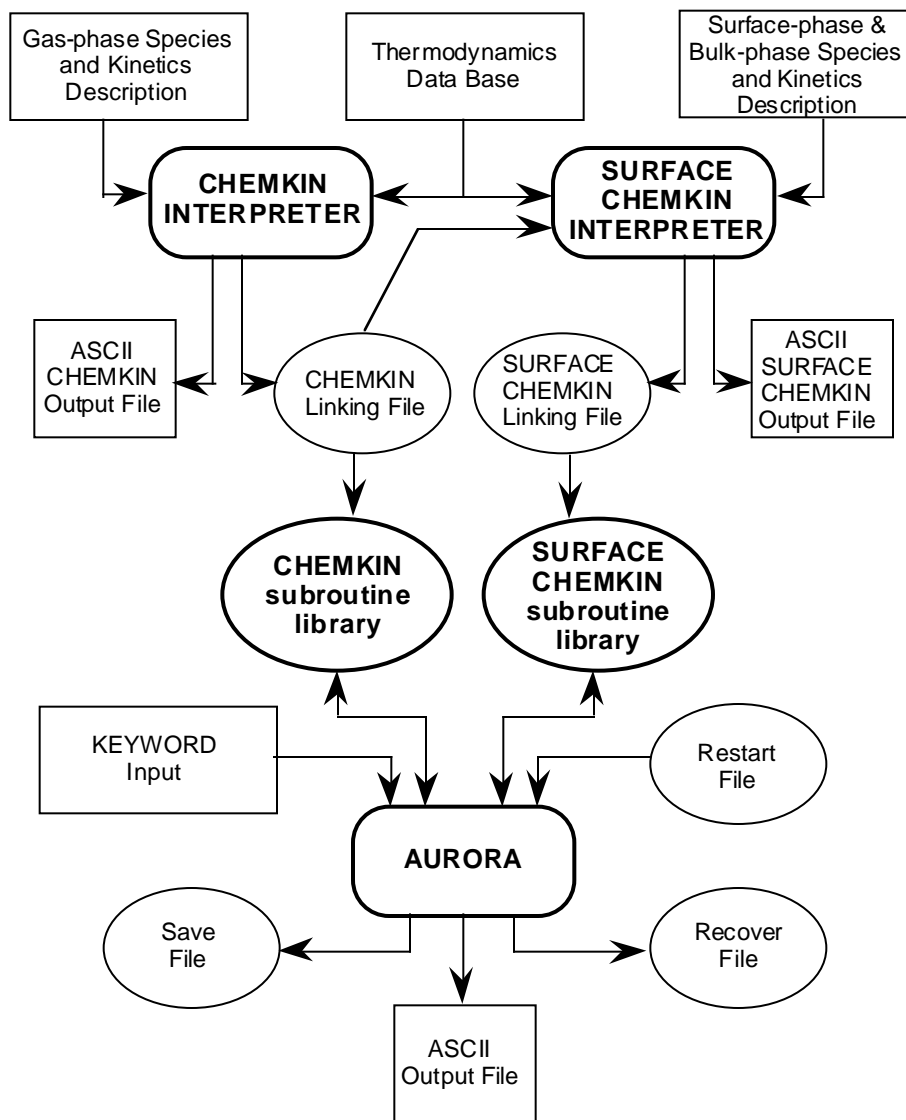 Gas-phase Species
and Kinetics
Description
Thermodynamics
Data Base
Surface-phase &
Bulk-phase Species
and Kinetics
Description
CHEMKIN
INTERPRETER
SURFACE
CHEMKIN
INTERPRETER
ASCII
CHEMKIN
Output File
CHEMKIN
Linking File
SURFACE
CHEMKIN
Linking File
ASCII
SURFACE
CHEMKIN
Output File
CHEMKIN
subroutine
library
SURFACE
CHEMKIN
subroutine
library
KEYWORD
Input
Restart
File
AURORA
Save
File
Recover
File
ASCII
Output File